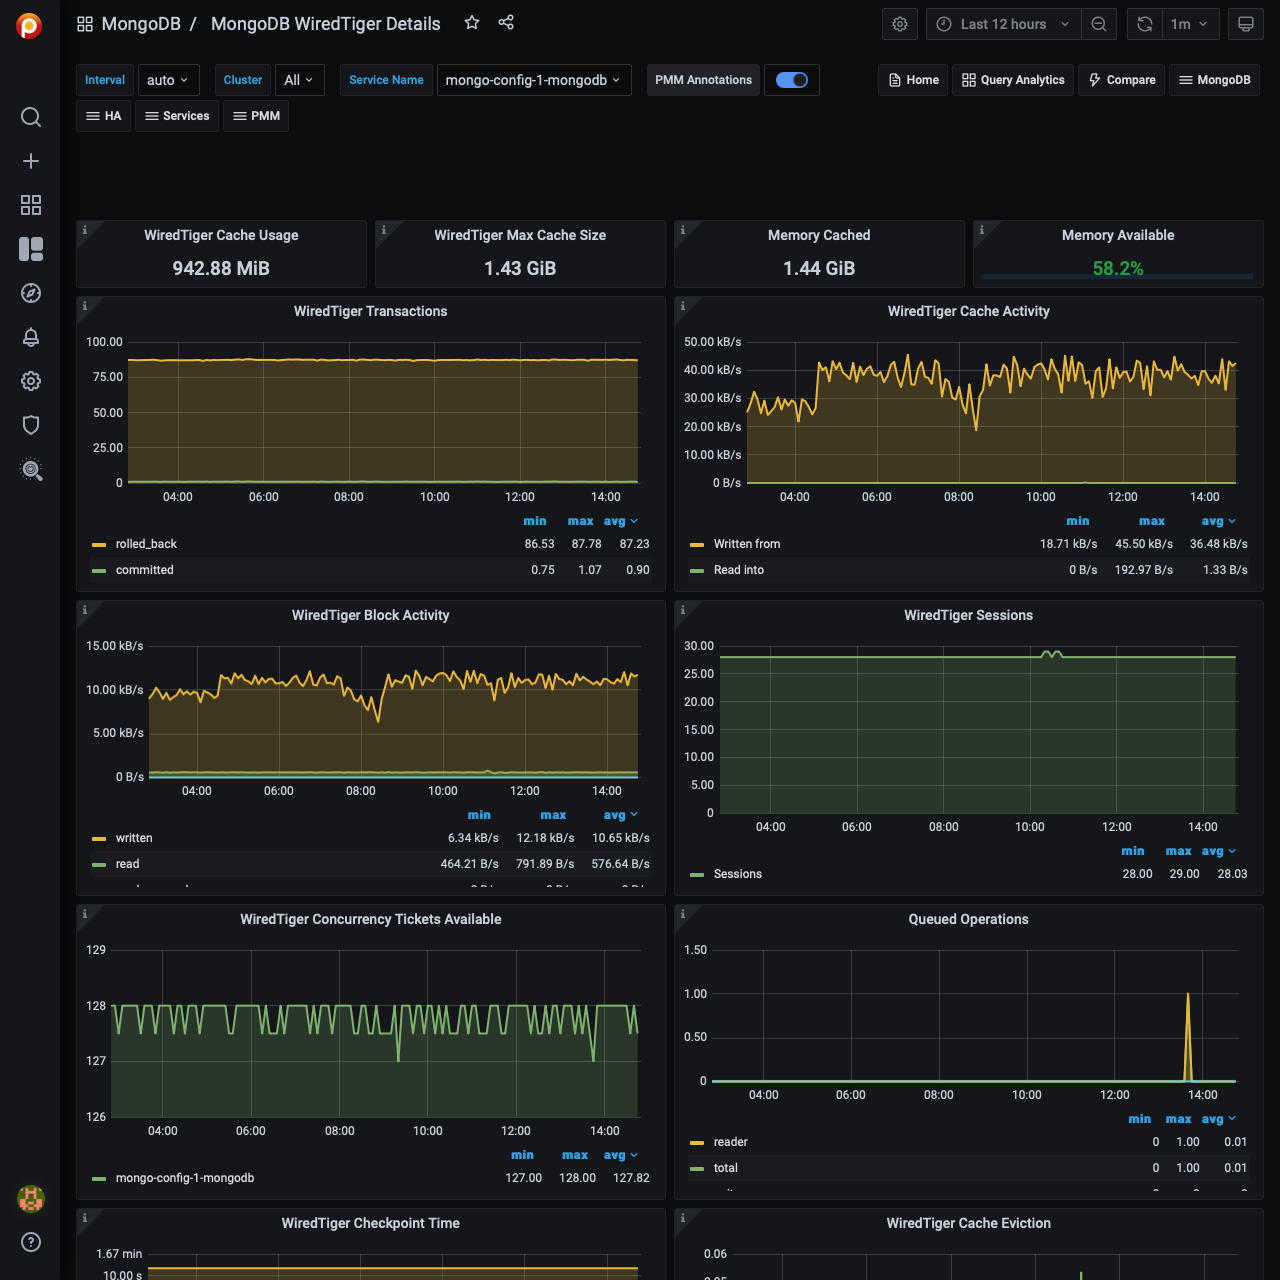 MongoDB / MongoDB WiredTiger Details
Last 12 hours
1m
Interval auto Cluster All Service Name mongo-config-1-mongodb PMM Annotations Home Query Analytics Compare MongoDB
HA Services PMM
WiredTiger Cache Usage
942.88 MiB
WiredTiger Max Cache Size
1.43 GiB
Memory Cached
1.44 GiB
Memory Available
58.2%
WiredTiger Transactions
100.00
75.00
50.00
25.00
0
04:00 06:00 08:00 10:00 12:00 14:00
min max avg
rolled_back 86.53 87.78 87.23
committed 0.75 1.07 0.90
WiredTiger Cache Activity
50.00 kB/s
40.00 kB/s
30.00 kB/s
20.00 kB/s
10.00 kB/s
0 B/s
04:00 06:00 08:00 10:00 12:00 14:00
min max avg
Written from 18.71 kB/s 45.50 kB/s 36.48 kB/s
Read into 0 B/s 192.97 B/s 1.33 B/s
WiredTiger Block Activity
15.00 kB/s
10.00 kB/s
5.00 kB/s
0 B/s
04:00 06:00 08:00 10:00 12:00 14:00
min max avg
written 6.34 kB/s 12.18 kB/s 10.65 kB/s
read 464.21 B/s 791.89 B/s 576.64 B/s
WiredTiger Sessions
30.00
25.00
20.00
15.00
10.00
5.00
0
04:00 06:00 08:00 10:00 12:00 14:00
min max avg
Sessions 28.00 29.00 28.03
WiredTiger Concurrency Tickets Available
129
128
127
126
04:00 06:00 08:00 10:00 12:00 14:00
min max avg
mongo-config-1-mongodb 127.00 128.00 127.82
Queued Operations
1.50
1.00
0.50
0
04:00 06:00 08:00 10:00 12:00 14:00
min max avg
reader 0 1.00 0.01
total 0 1.00 0.01
WiredTiger Checkpoint Time
1.67 min
10.00 s
WiredTiger Cache Eviction
0.06